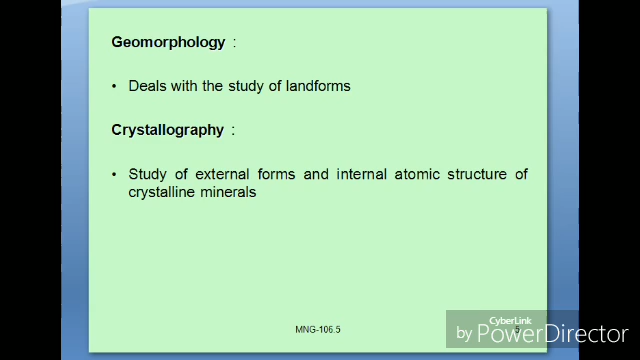 Geomorphology :
• Deals with the study of landforms
Crystallography :
• Study of external forms and internal atomic structure of
crystalline minerals
MNG-106.5
CyberLink
by PowerDirector